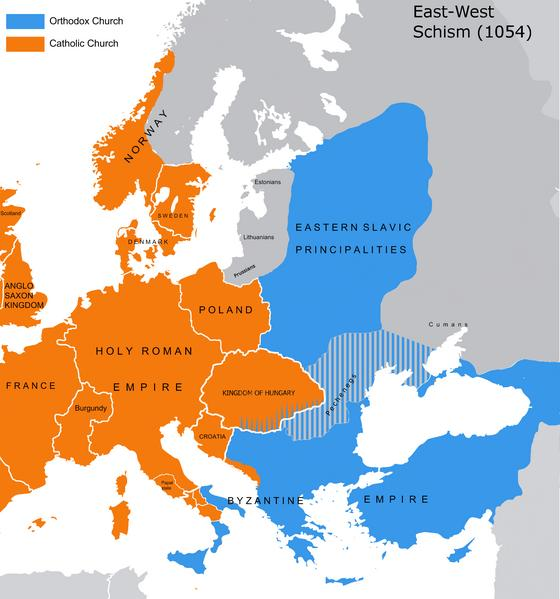 East-West
Schism (1054)
Orthodox Church
Catholic Church
NORWAY
Estonians
Scotland
SWEDEN
EASTERN SLAVIC
PRINCIPALITIES
DENMARK
Lithuanians
Prussians
ANGLO
SAXON
KINGDOM
POLAND
Cumans
HOLY ROMAN
EMPIRE
FRANCE
KINGDOM OF HUNGARY
Pechenegs
Burgundy
CROATIA
Papal
state
BYZANTINE EMPIRE